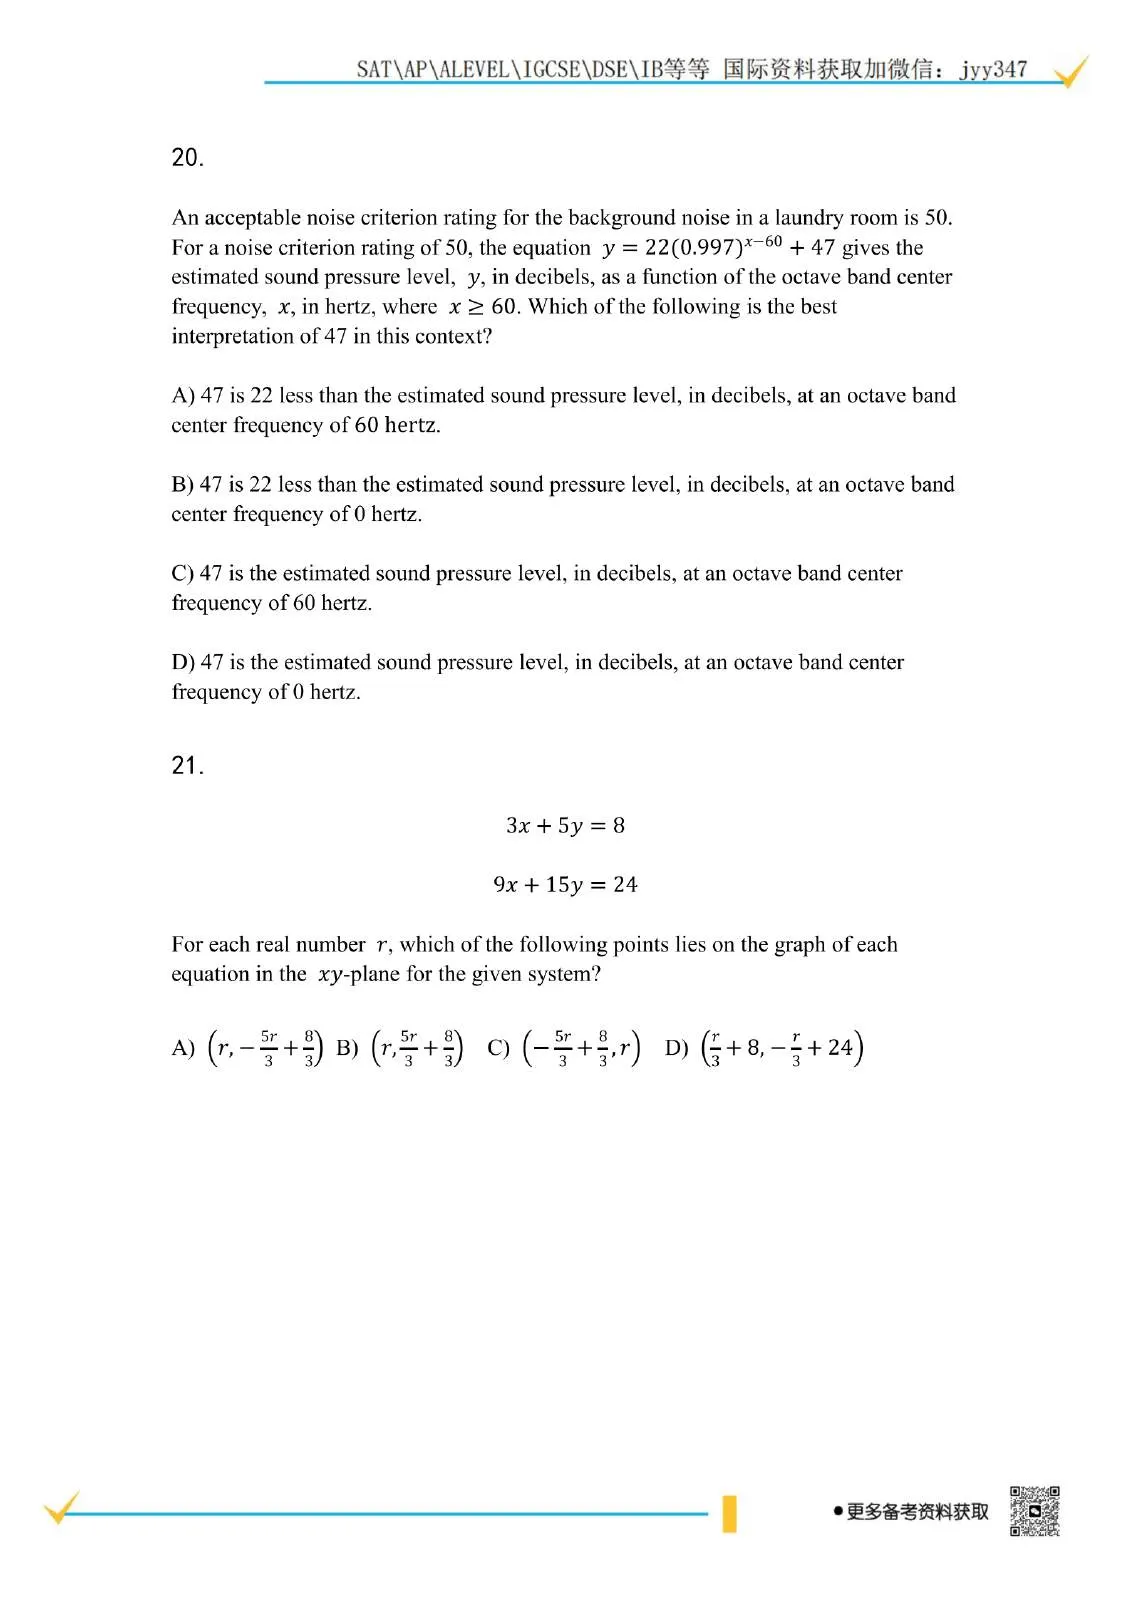 SAT\AP\ALEVEL\IGCSE\DSE\IB等等 国际资料获取加微信：jyy347
20.
An acceptable noise criterion rating for the background noise in a laundry room is 50.
For a noise criterion rating of 50, the equation y = 22(0.997)^{x−60} + 47 gives the
estimated sound pressure level, y, in decibels, as a function of the octave band center
frequency, x, in hertz, where x ≥ 60. Which of the following is the best
interpretation of 47 in this context?
A) 47 is 22 less than the estimated sound pressure level, in decibels, at an octave band
center frequency of 60 hertz.
B) 47 is 22 less than the estimated sound pressure level, in decibels, at an octave band
center frequency of 0 hertz.
C) 47 is the estimated sound pressure level, in decibels, at an octave band center
frequency of 60 hertz.
D) 47 is the estimated sound pressure level, in decibels, at an octave band center
frequency of 0 hertz.
21.
3x + 5y = 8
9x + 15y = 24
For each real number r, which of the following points lies on the graph of each
equation in the xy-plane for the given system?
A) (r, −5r/3 + 8/3) B) (r, 5r/3 + 8/3) C) (−5r/3 + 8/3, r) D) (r/3 + 8, −r/3 + 24)
●更多备考资料获取